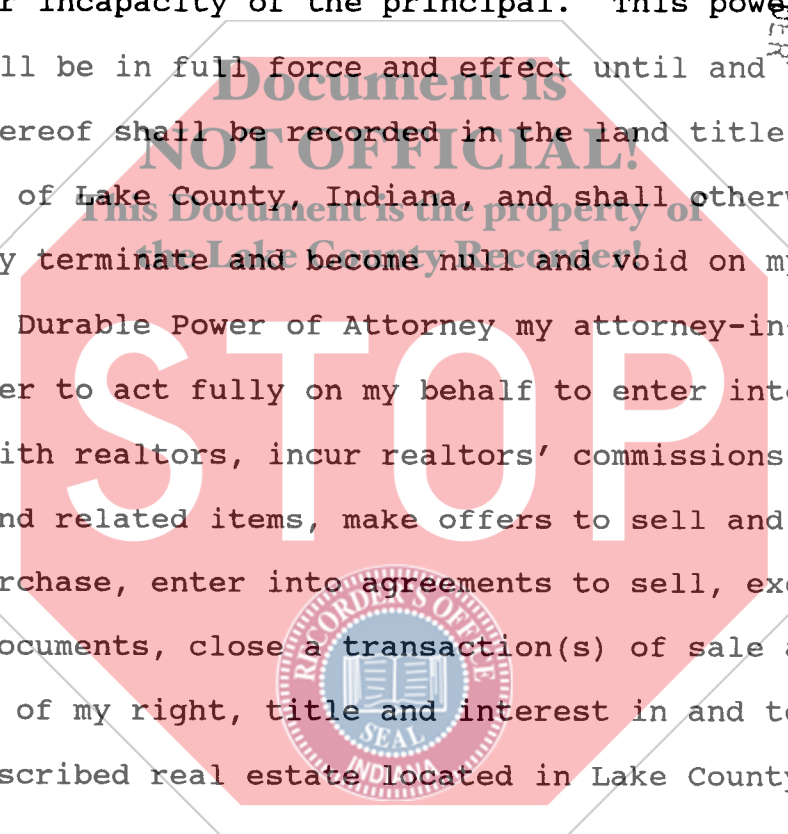 r incapacity of the principal. This powe
ll be in full force and effect until and
Document is
ereof shall be recorded in the land title
NOT OFFICIAL!
of Lake County, Indiana, and shall otherw
This Document is the property of
y terminate and become null and void on my
the Lake County Recorder!
Durable Power of Attorney my attorney-in-
er to act fully on my behalf to enter int
STOP
ith realtors, incur realtors' commissions
nd related items, make offers to sell and
rchase, enter into agreements to sell, exe
ocuments, close a transaction(s) of sale a
of my right, title and interest in and to
scribed real estate located in Lake County
RECORDER'S OFFICE
SEAL
INDIANA